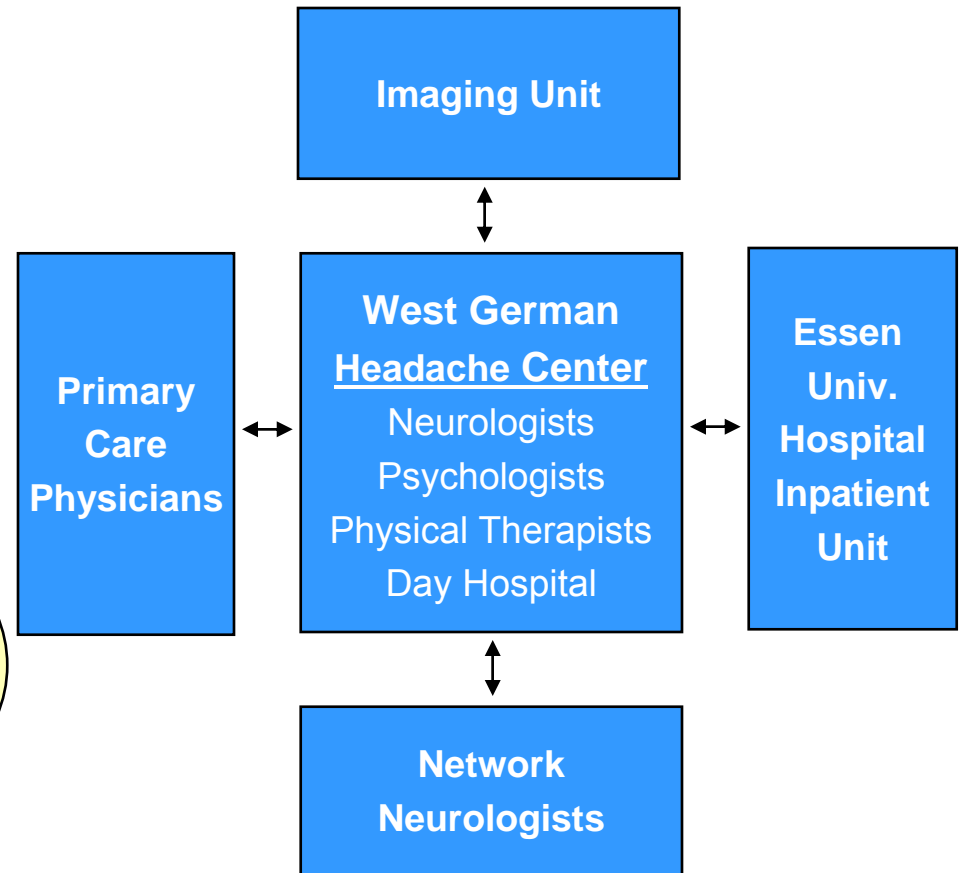 Imaging Unit
Primary
Care
Physicians
West German
Headache Center
Neurologists
Psychologists
Physical Therapists
Day Hospital
Essen
Univ.
Hospital
Inpatient
Unit
Network
Neurologists